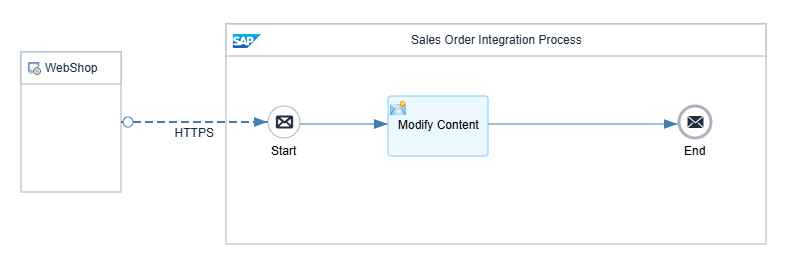 SAP
Sales Order Integration Process
WebShop
HTTPS
Modify Content
Start
End